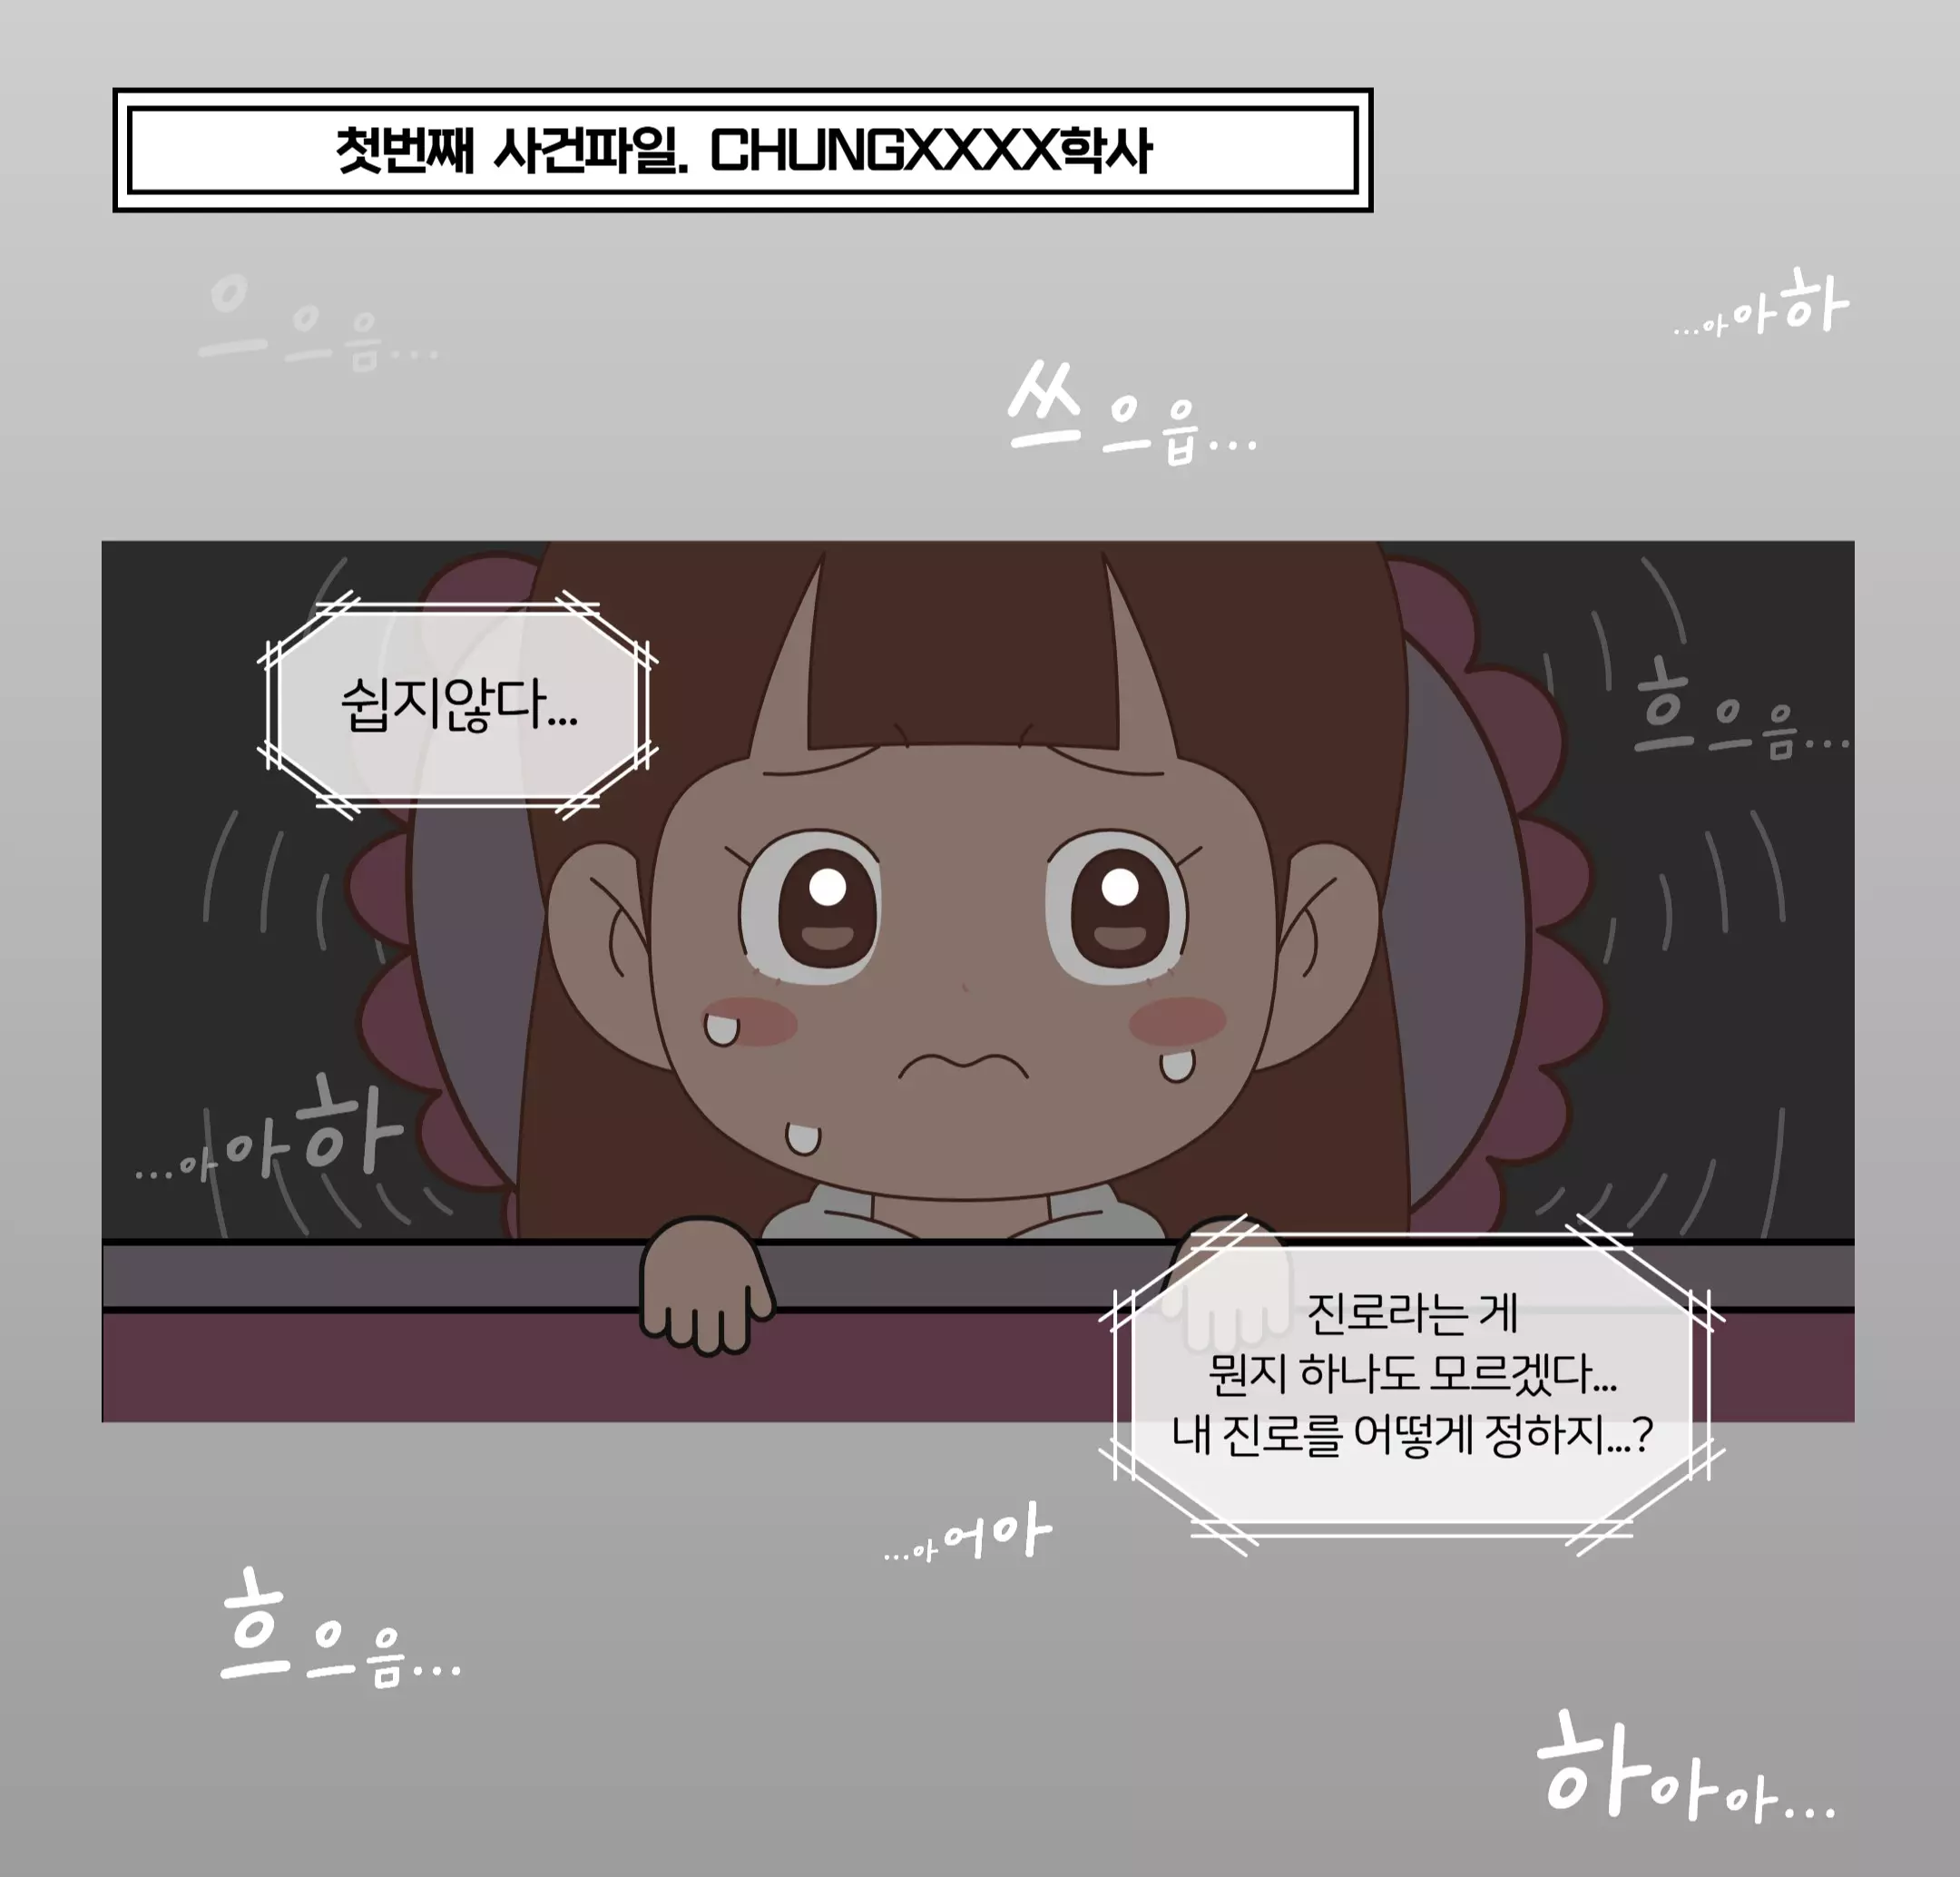 첫번째 사건파일. CHUNGXXXX학사
으으음...
...아아하
쓰으읍...
쉽지않다...
흐으음...
...아아하
진로라는 게
뭔지 하나도 모르겠다...
내 진로를 어떻게 정하지...?
...아어아
흐으음...
하아아...